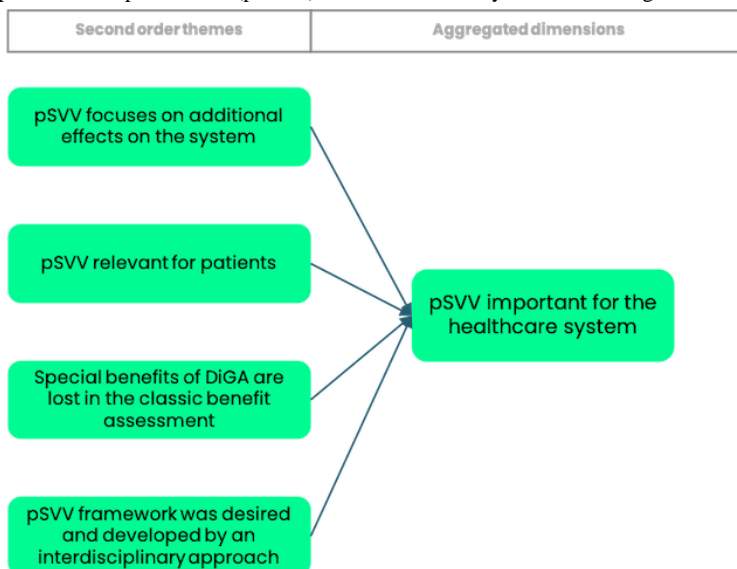 Second order themes
Aggregated dimensions
pSVV focuses on additional
effects on the system
pSVV relevant for patients
pSVV important for the
healthcare system
Special benefits of DiGA are
lost in the classic benefit
assessment
pSVV framework was desired
and developed by an
interdisciplinary approach